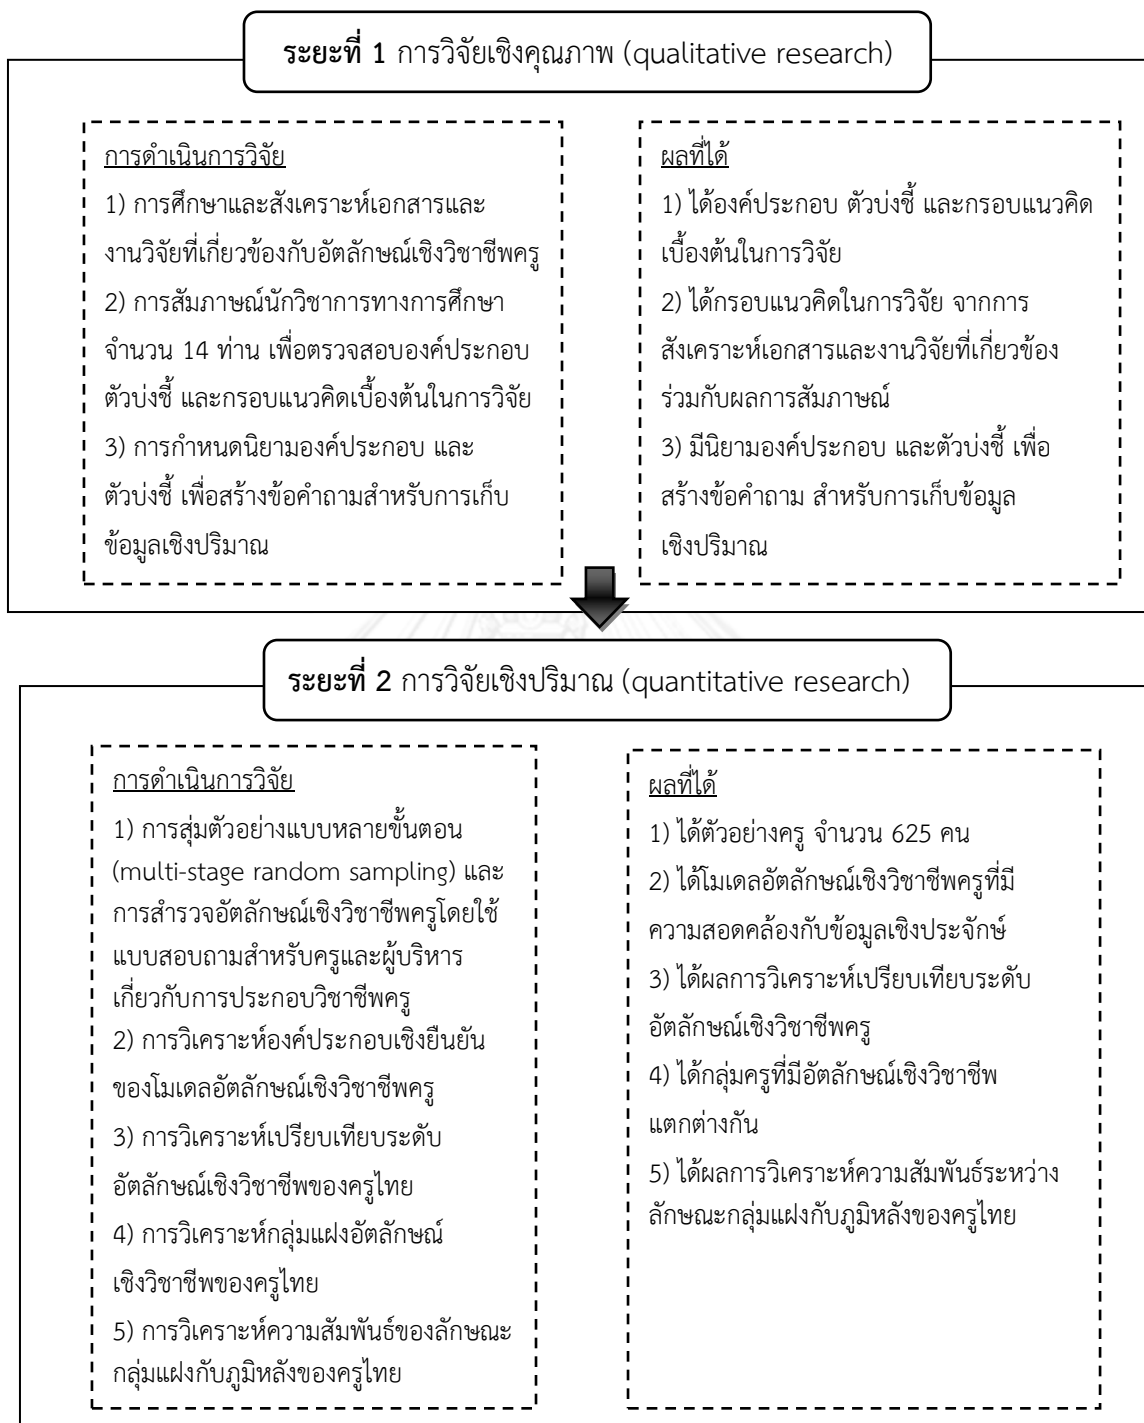 ระยะที่ 1 การวิจัยเชิงคุณภาพ (qualitative research)
การดำเนินการวิจัย
1) การศึกษาและสังเคราะห์เอกสารและ
งานวิจัยที่เกี่ยวข้องกับอัตลักษณ์เชิงวิชาชีพครู
2) การสัมภาษณ์นักวิชาการทางการศึกษา
จำนวน 14 ท่าน เพื่อตรวจสอบองค์ประกอบ
ตัวบ่งชี้ และกรอบแนวคิดเบื้องต้นในการวิจัย
3) การกำหนดนิยามองค์ประกอบ และ
ตัวบ่งชี้ เพื่อสร้างข้อคำถามสำหรับการเก็บ
ข้อมูลเชิงปริมาณ
ผลที่ได้
1) ได้องค์ประกอบ ตัวบ่งชี้ และกรอบแนวคิด
เบื้องต้นในการวิจัย
2) ได้กรอบแนวคิดในการวิจัย จากการ
สังเคราะห์เอกสารและงานวิจัยที่เกี่ยวข้อง
ร่วมกับผลการสัมภาษณ์
3) มีนิยามองค์ประกอบ และตัวบ่งชี้ เพื่อ
สร้างข้อคำถาม สำหรับการเก็บข้อมูล
เชิงปริมาณ
ระยะที่ 2 การวิจัยเชิงปริมาณ (quantitative research)
การดำเนินการวิจัย
1) การสุ่มตัวอย่างแบบหลายขั้นตอน
(multi-stage random sampling) และ
การสำรวจอัตลักษณ์เชิงวิชาชีพครูโดยใช้
แบบสอบถามสำหรับครูและผู้บริหาร
เกี่ยวกับการประกอบวิชาชีพครู
2) การวิเคราะห์องค์ประกอบเชิงยืนยัน
ของโมเดลอัตลักษณ์เชิงวิชาชีพครู
3) การวิเคราะห์เปรียบเทียบระดับ
อัตลักษณ์เชิงวิชาชีพของครูไทย
4) การวิเคราะห์กลุ่มแฝงอัตลักษณ์
เชิงวิชาชีพของครูไทย
5) การวิเคราะห์ความสัมพันธ์ของลักษณะ
กลุ่มแฝงกับภูมิหลังของครูไทย
ผลที่ได้
1) ได้ตัวอย่างครู จำนวน 625 คน
2) ได้โมเดลอัตลักษณ์เชิงวิชาชีพครูที่มี
ความสอดคล้องกับข้อมูลเชิงประจักษ์
3) ได้ผลการวิเคราะห์เปรียบเทียบระดับ
อัตลักษณ์เชิงวิชาชีพครู
4) ได้กลุ่มครูที่มีอัตลักษณ์เชิงวิชาชีพ
แตกต่างกัน
5) ได้ผลการวิเคราะห์ความสัมพันธ์ระหว่าง
ลักษณะกลุ่มแฝงกับภูมิหลังของครูไทย